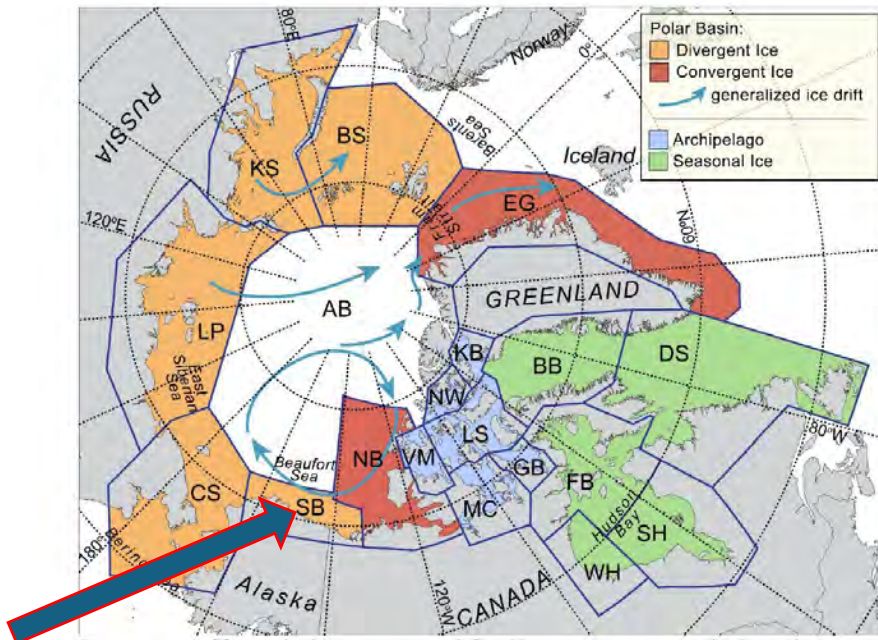 Polar Basin:
Divergent Ice
Convergent Ice
generalized ice drift
Archipelago
Seasonal Ice
80°E
Norway
0°
RUSSIA
BS
Barents
Sea
Iceland
KS
EG
Fram
Strait
120°E
60°N
GREENLAND
AB
LP
KB
BB
DS
East
Siberian
Sea
NW
LS
80°W
Beaufort
Sea
NB
VM
GB
FB
CS
SB
MC
Hudson
Bay
SH
180°
WH
Alaska
120°W
CANADA